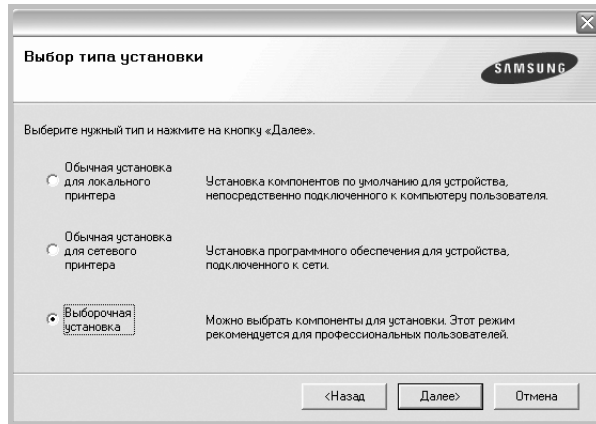 Выбор типа установки
SAMSUNG
Выберите нужный тип и нажмите на кнопку «Далее».
Обычная установка
для локального
принтера
Установка компонентов по умолчанию для устройства,
непосредственно подключенного к компьютеру пользователя.
Обычная установка
для сетевого
принтера
Установка программного обеспечения для устройства,
подключенного к сети.
Выборочная
установка
Можно выбрать компоненты для установки. Этот режим
рекомендуется для профессиональных пользователей.
<Назад
Далее>
Отмена